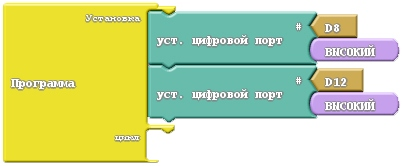 Установка
уст. цифровой порт # D8
ВЫСОКИЙ
Программа
уст. цифровой порт # D12
ВЫСОКИЙ
цикл